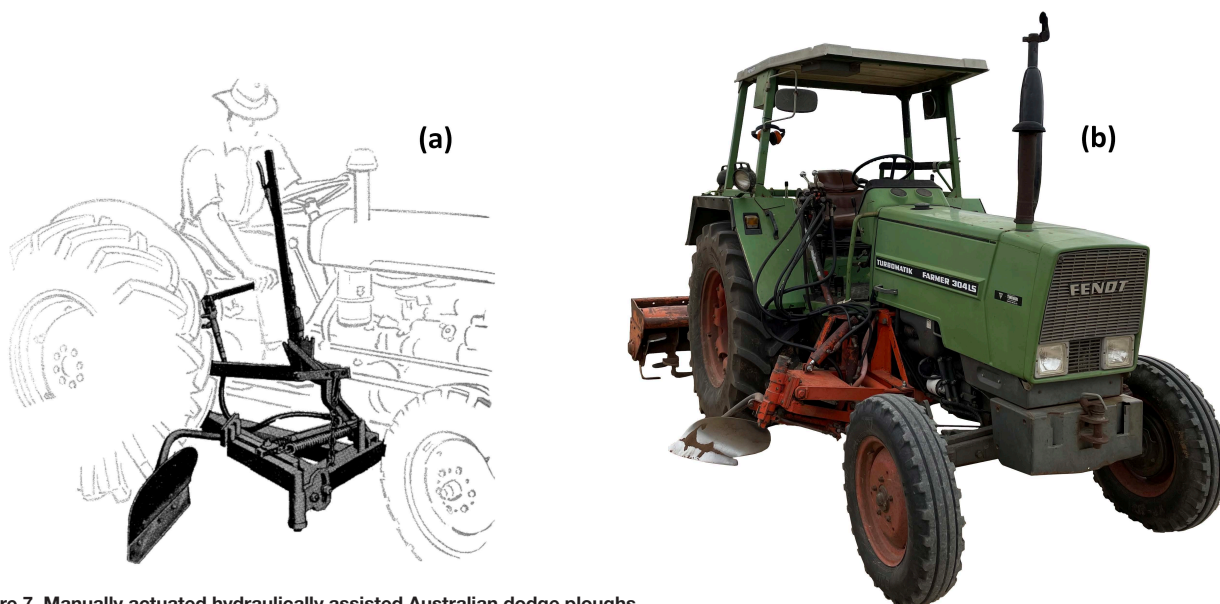 (a)
(b)
TURBOMATIK FARMER 304LS
FENDT
re 7. Manually actuated hydraulically assisted Australian dodge ploughs